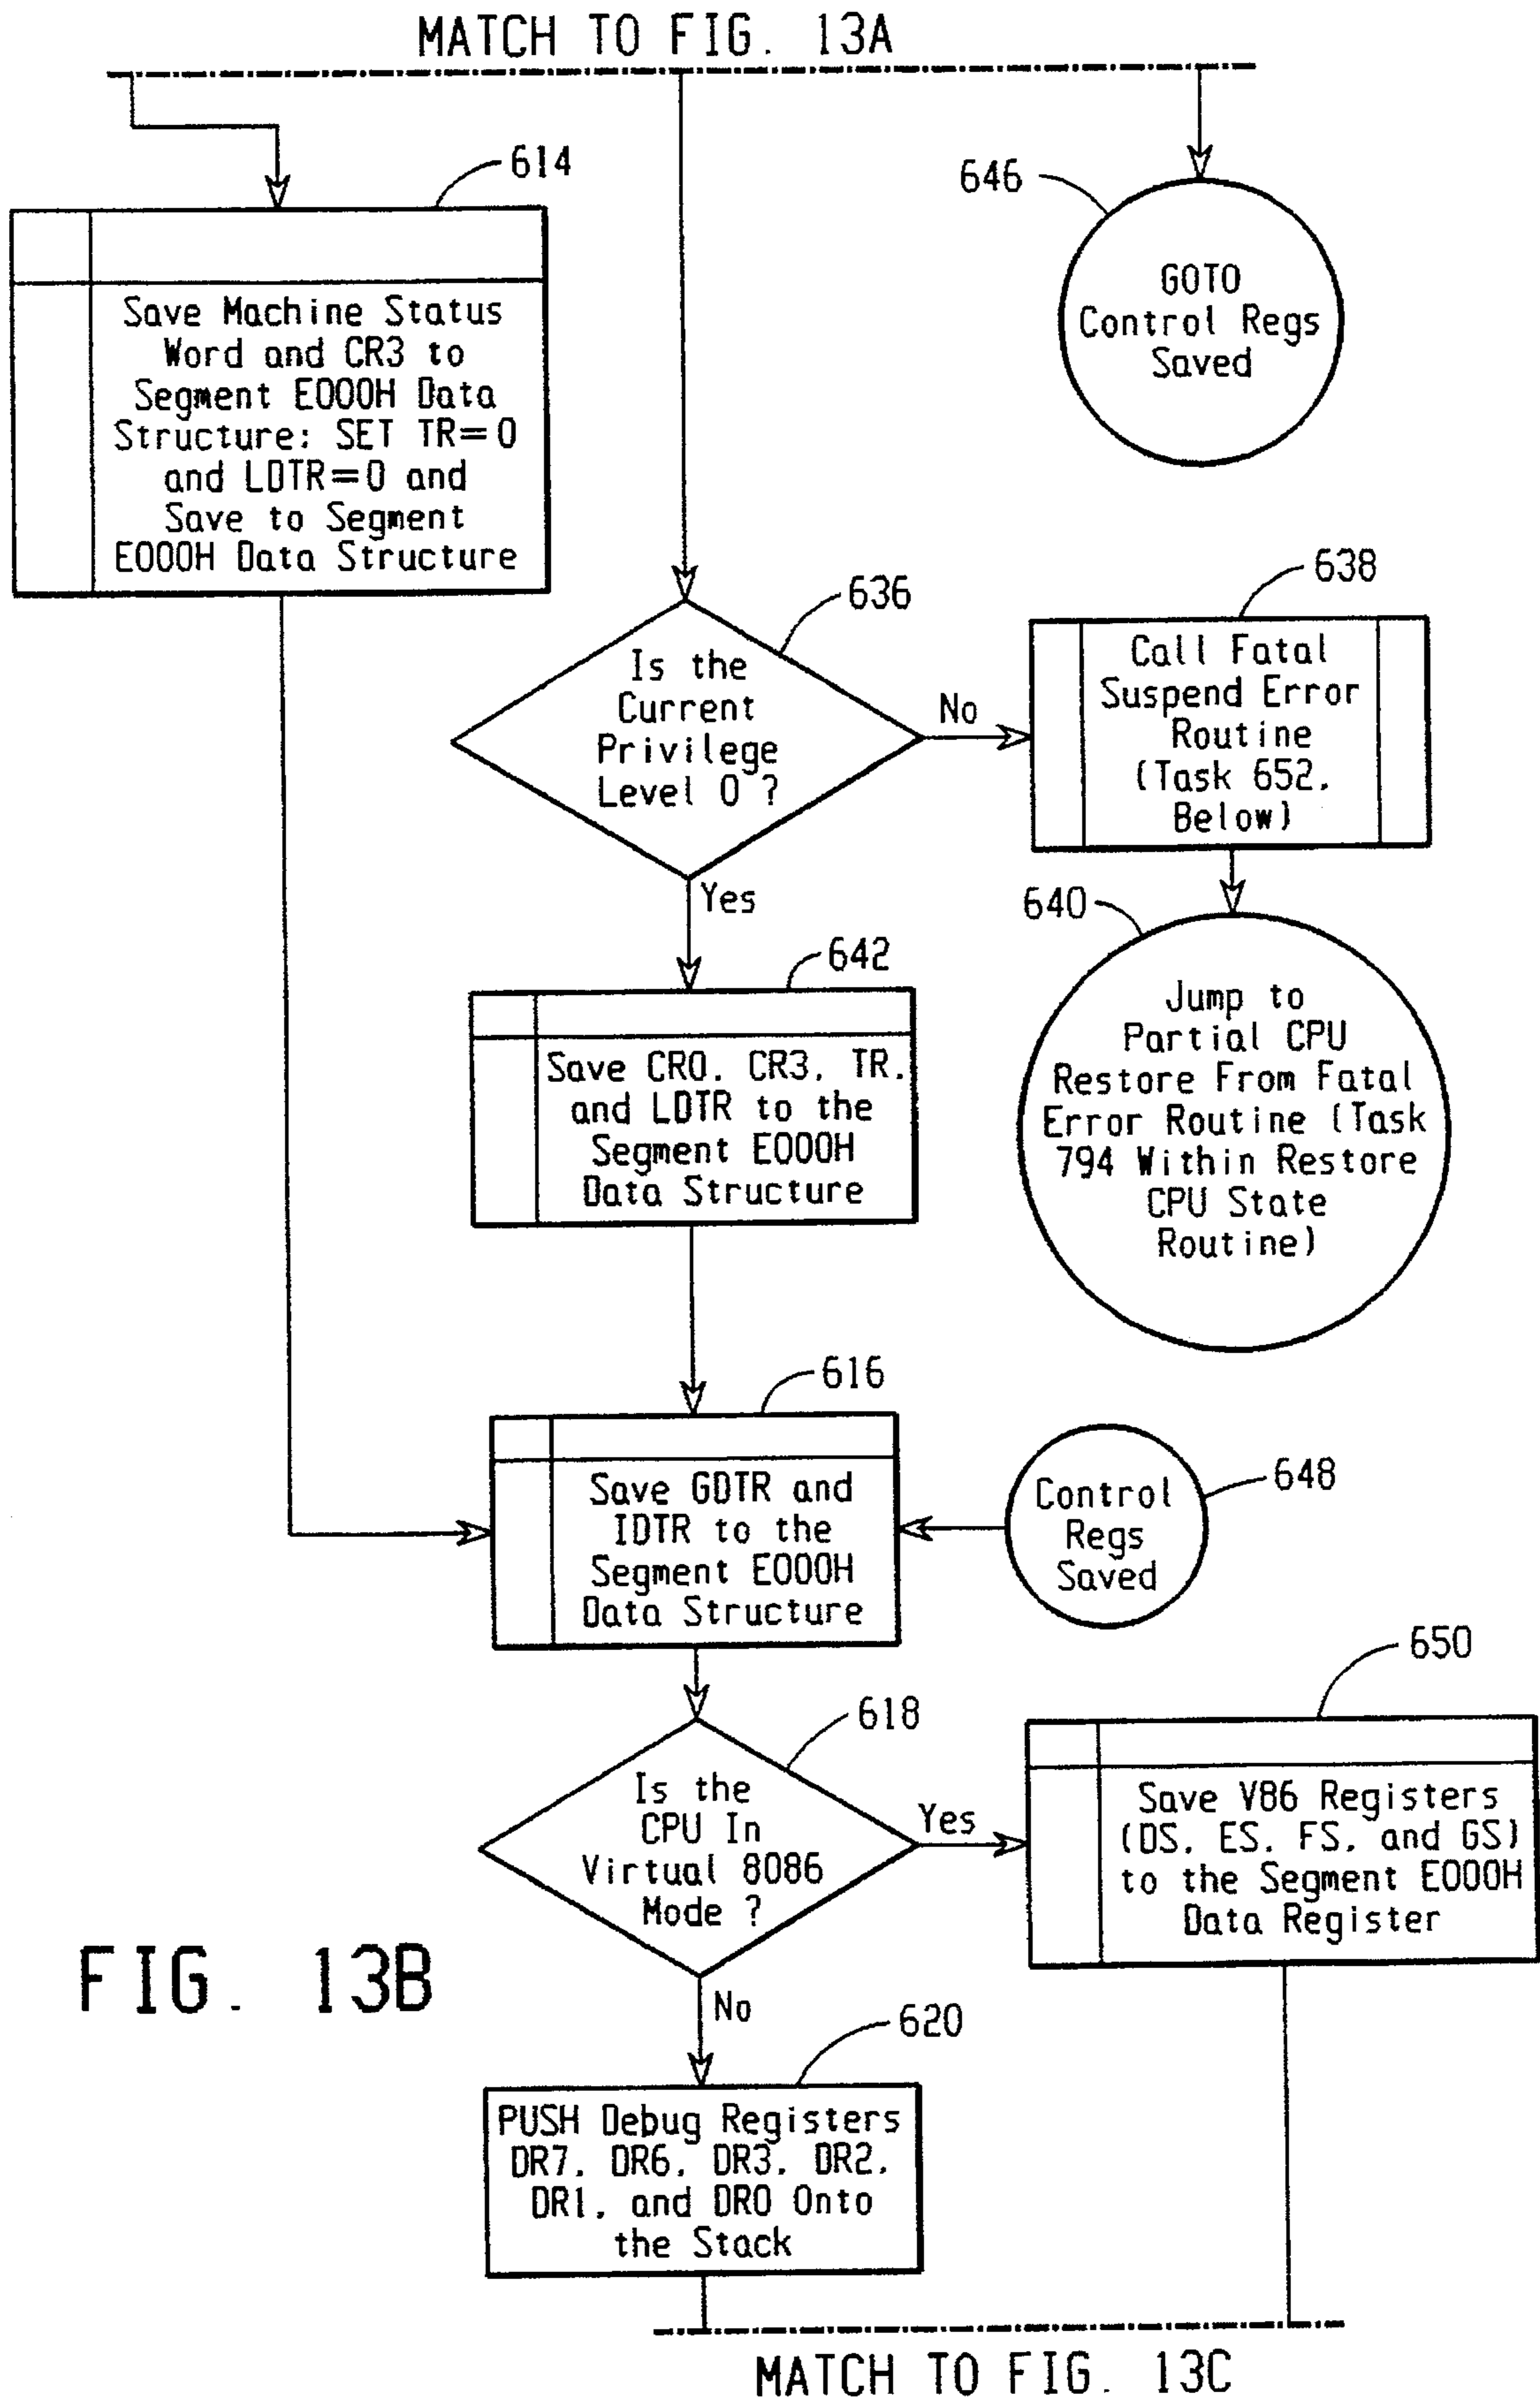 MATCH TO FIG. 13A
614
Save Machine Status
Word and CR3 to
Segment E000H Data
Structure: SET TR=0
and LDTR=0 and
Save to Segment
E000H Data Structure
646
GOTO
Control Regs
Saved
636
Is the
Current
Privilege
Level 0 ?
No
Yes
638
Call Fatal
Suspend Error
Routine
(Task 652,
Below)
640
Jump to
Partial CPU
Restore From Fatal
Error Routine (Task
794 Within Restore
CPU State
Routine)
642
Save CR0, CR3, TR,
and LDTR to the
Segment E000H
Data Structure
616
Save GDTR and
IDTR to the
Segment E000H
Data Structure
648
Control
Regs
Saved
618
Is the
CPU In
Virtual 8086
Mode ?
Yes
No
650
Save V86 Registers
(DS, ES, FS, and GS)
to the Segment E000H
Data Register
620
PUSH Debug Registers
DR7, DR6, DR3, DR2,
DR1, and DR0 Onto
the Stack
FIG. 13B
MATCH TO FIG. 13C